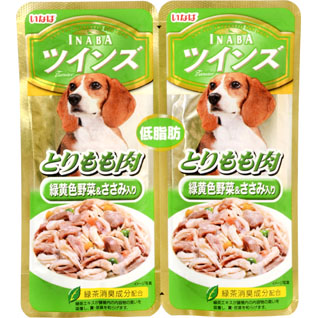 いなば
INABA
ツインズ
とりもも肉
緑黄色野菜&ささみ入り
緑茶消臭成分配合
いなば
INABA
ツインズ
とりもも肉
緑黄色野菜&ささみ入り
緑茶消臭成分配合
低脂肪